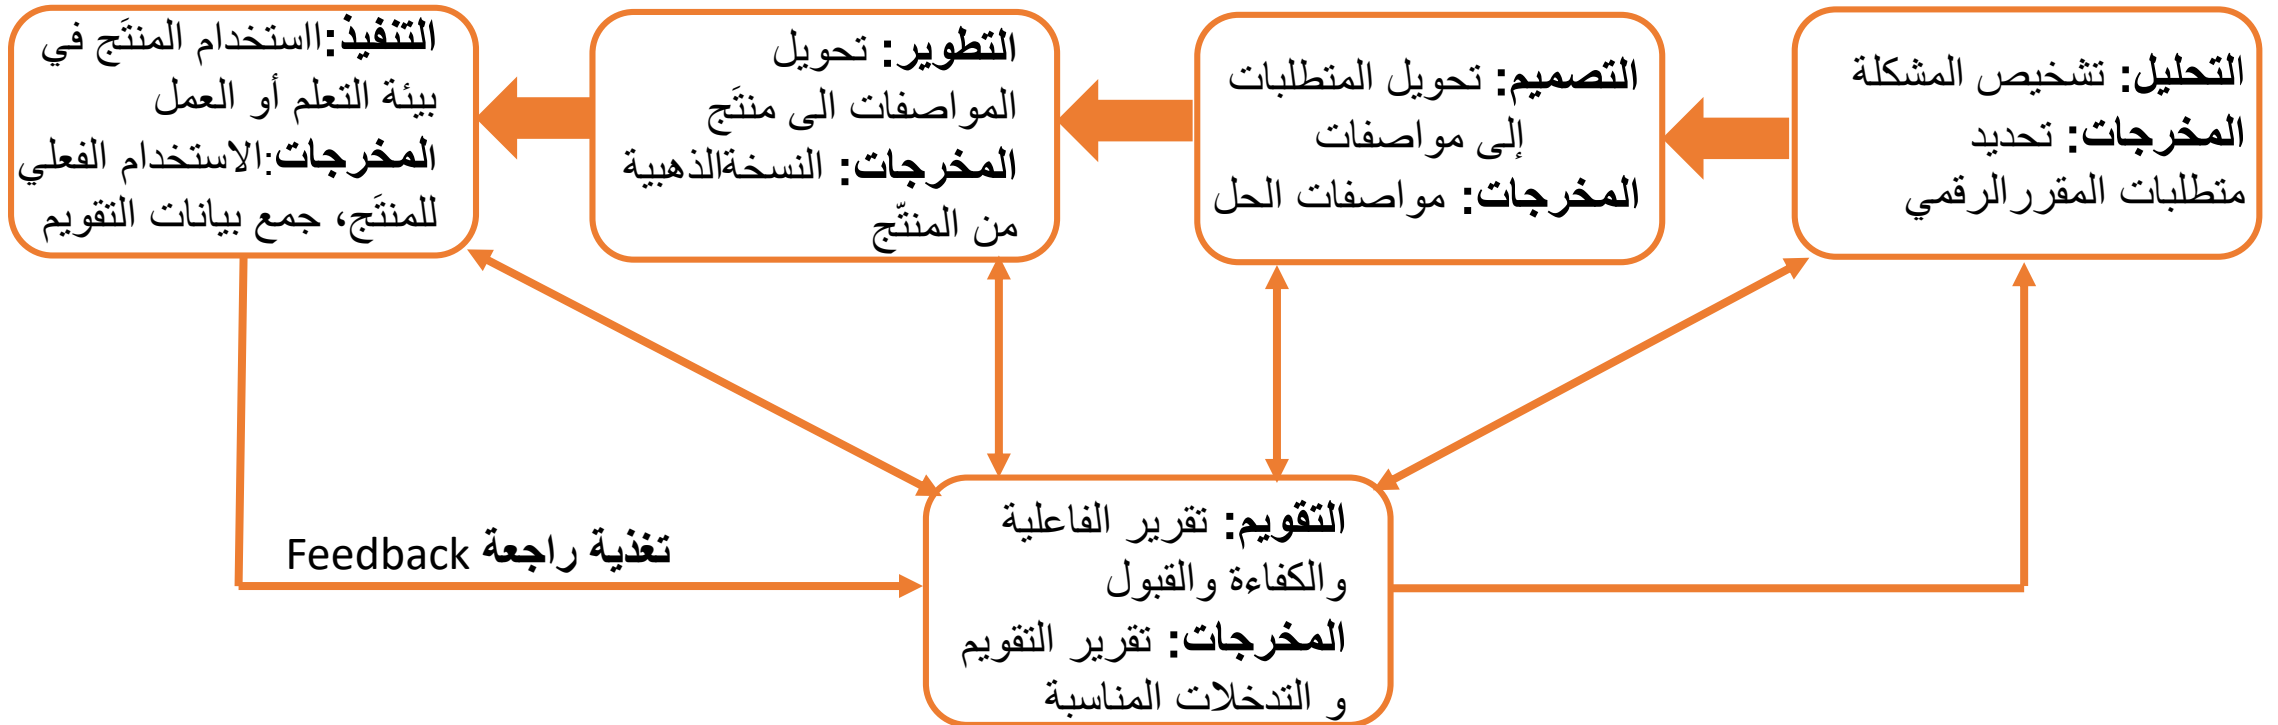 التحليل: تشخيص المشكلة
المخرجات: تحديد
متطلبات المقررالرقمي
التصميم: تحويل المتطلبات
إلى مواصفات
المخرجات: مواصفات الحل
التطوير: تحويل
المواصفات الى منتَج
المخرجات: النسخةالذهبية
من المنتّج
التنفيذ:ااستخدام المنتَج في
بيئة التعلم أو العمل
المخرجات:الاستخدام الفعلي
للمنتَج، جمع بيانات التقويم
تغذية راجعة Feedback
التقويم: تقرير الفاعلية
والكفاءة والقبول
المخرجات: تقرير التقويم
و التدخلات المناسبة